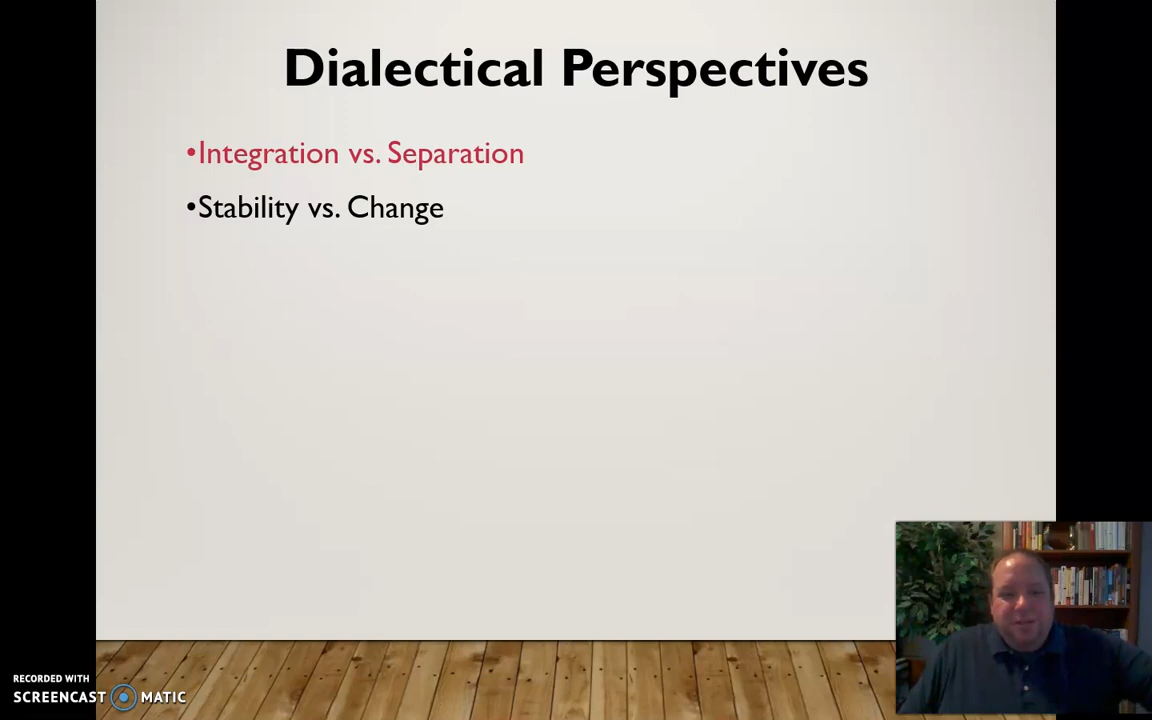 Dialectical Perspectives
•Integration vs. Separation
•Stability vs. Change
RECORDED WITH
SCREENCAST MATIC